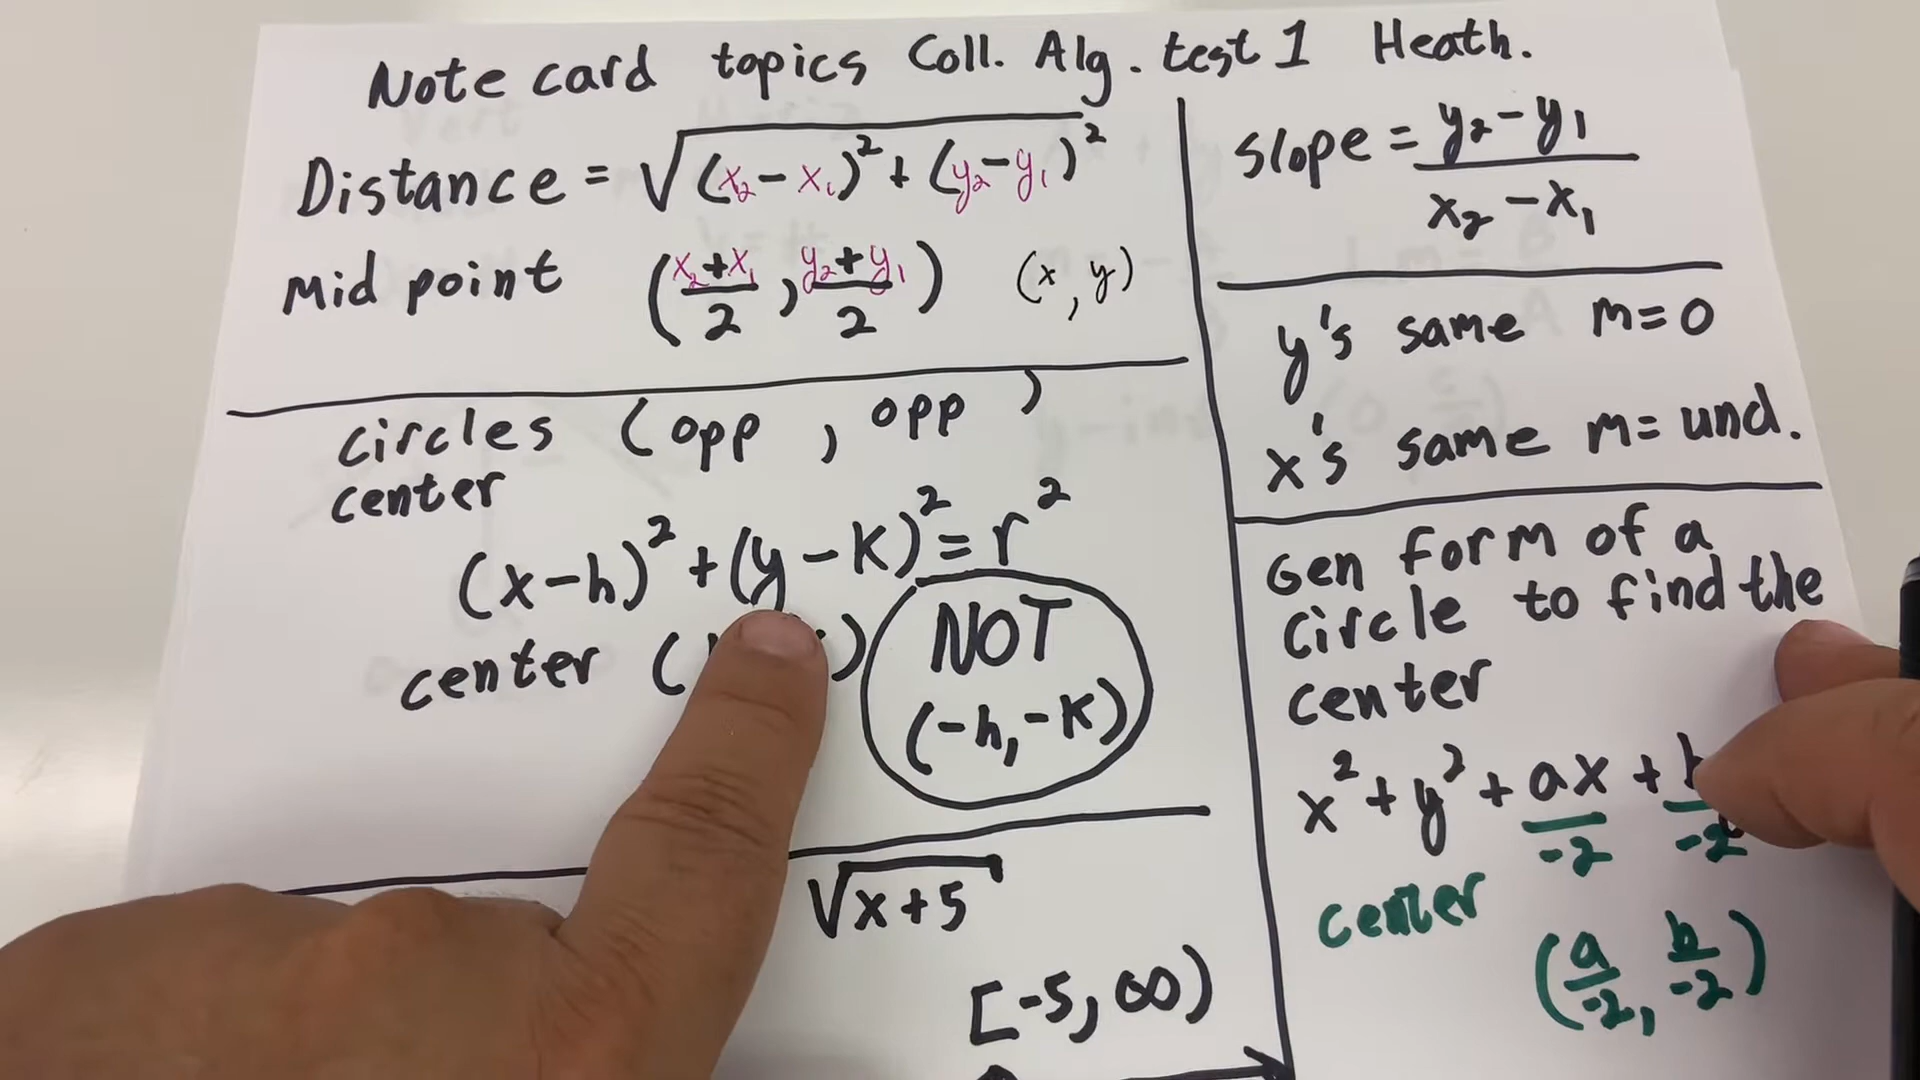 Note card topics Coll. Alg. test 1 Heath.
Distance = √(x₂ - x₁)² + (y₂ - y₁)²
Mid point (x₂+x₁/2, y₂+y₁/2) (x, y)
circles (opp, opp)
center
(x-h)² + (y-k)² = r²
center ( )
NOT
(-h, -k)
√x+5
[-5, ∞)
slope = y₂-y₁/x₂-x₁
y's same m=0
x's same m=und.
Gen form of a
circle to find the
center
x² + y² + ax +
-2 -2
center
(a/-2, b/-2)